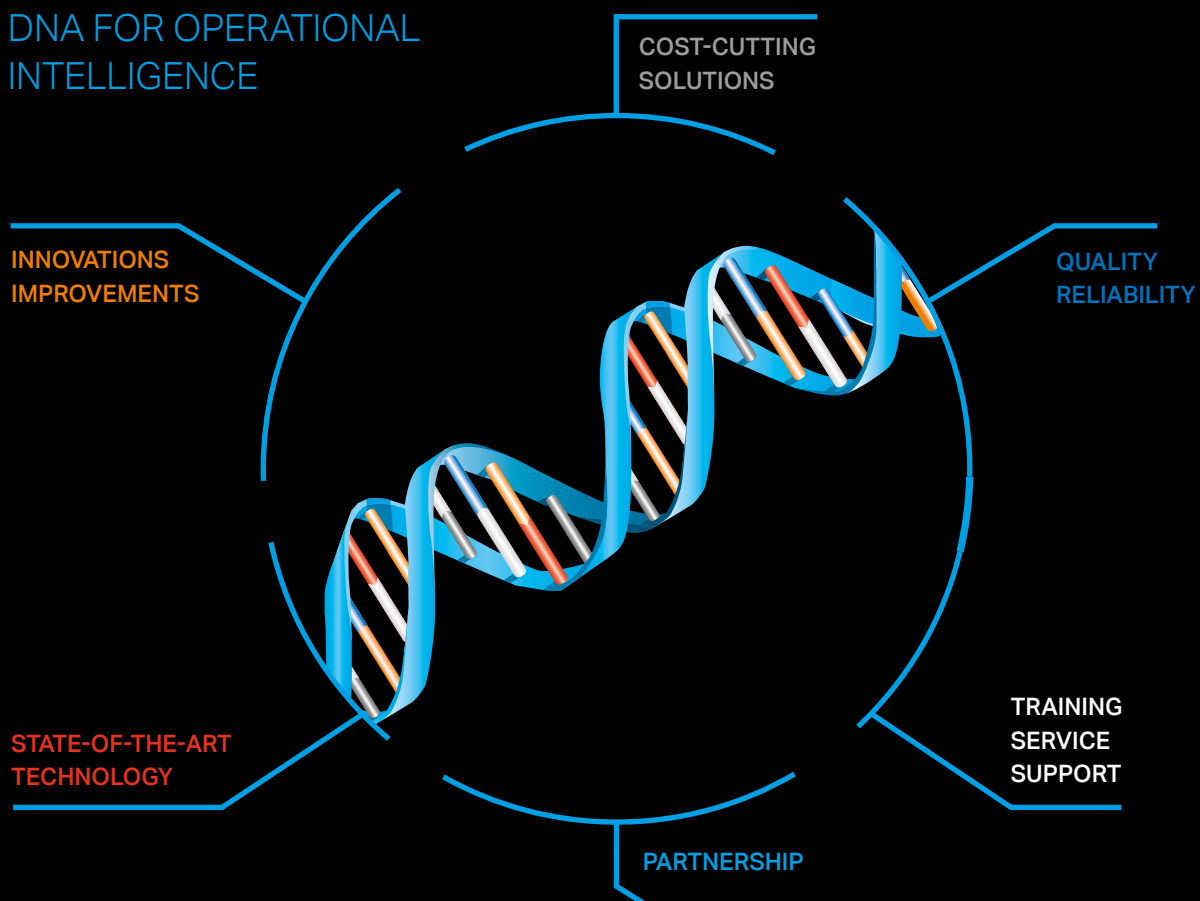 DNA FOR OPERATIONAL
INTELLIGENCE
COST-CUTTING
SOLUTIONS
INNOVATIONS
IMPROVEMENTS
QUALITY
RELIABILITY
STATE-OF-THE-ART
TECHNOLOGY
TRAINING
SERVICE
SUPPORT
PARTNERSHIP